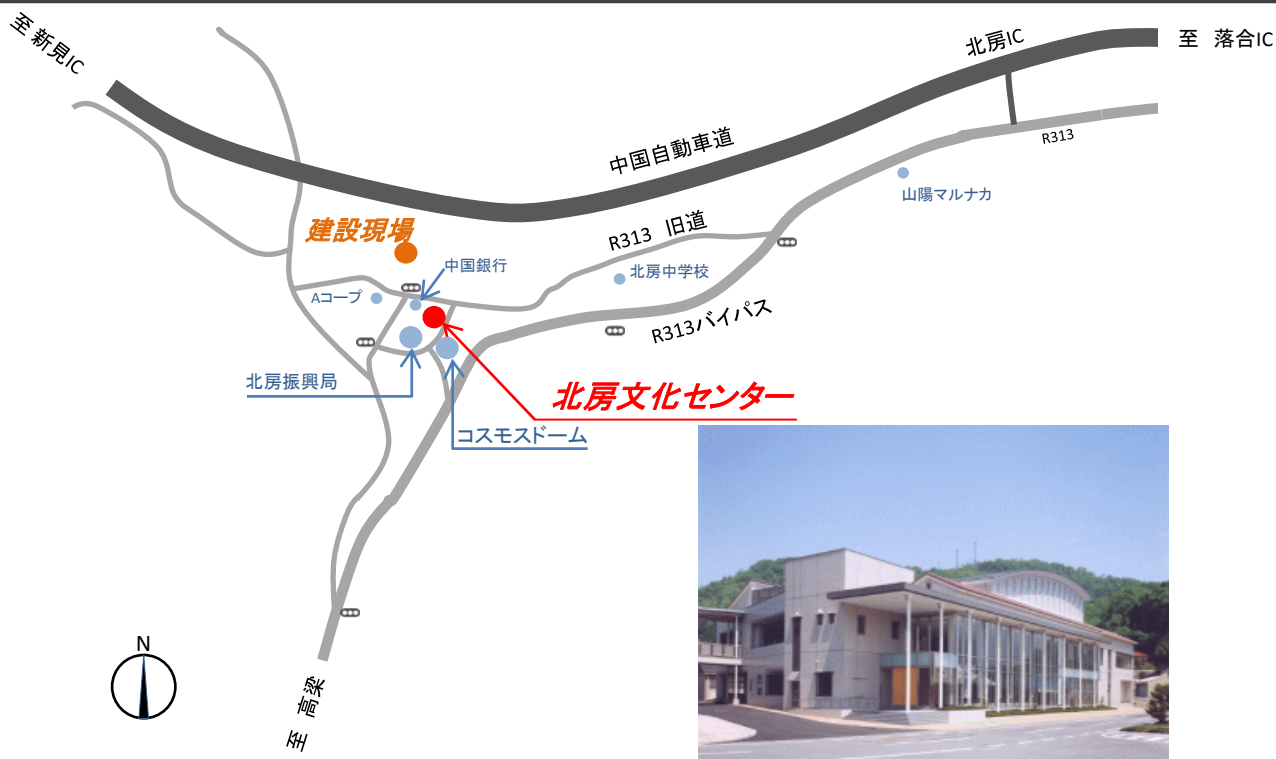 至 新見IC
北房IC
至 落合IC
中国自動車道
R313
山陽マルナカ
建設現場
R313 旧道
中国銀行
北房中学校
Aコープ
R313バイパス
北房振興局
北房文化センター
コスモスドーム
N
至 高梁